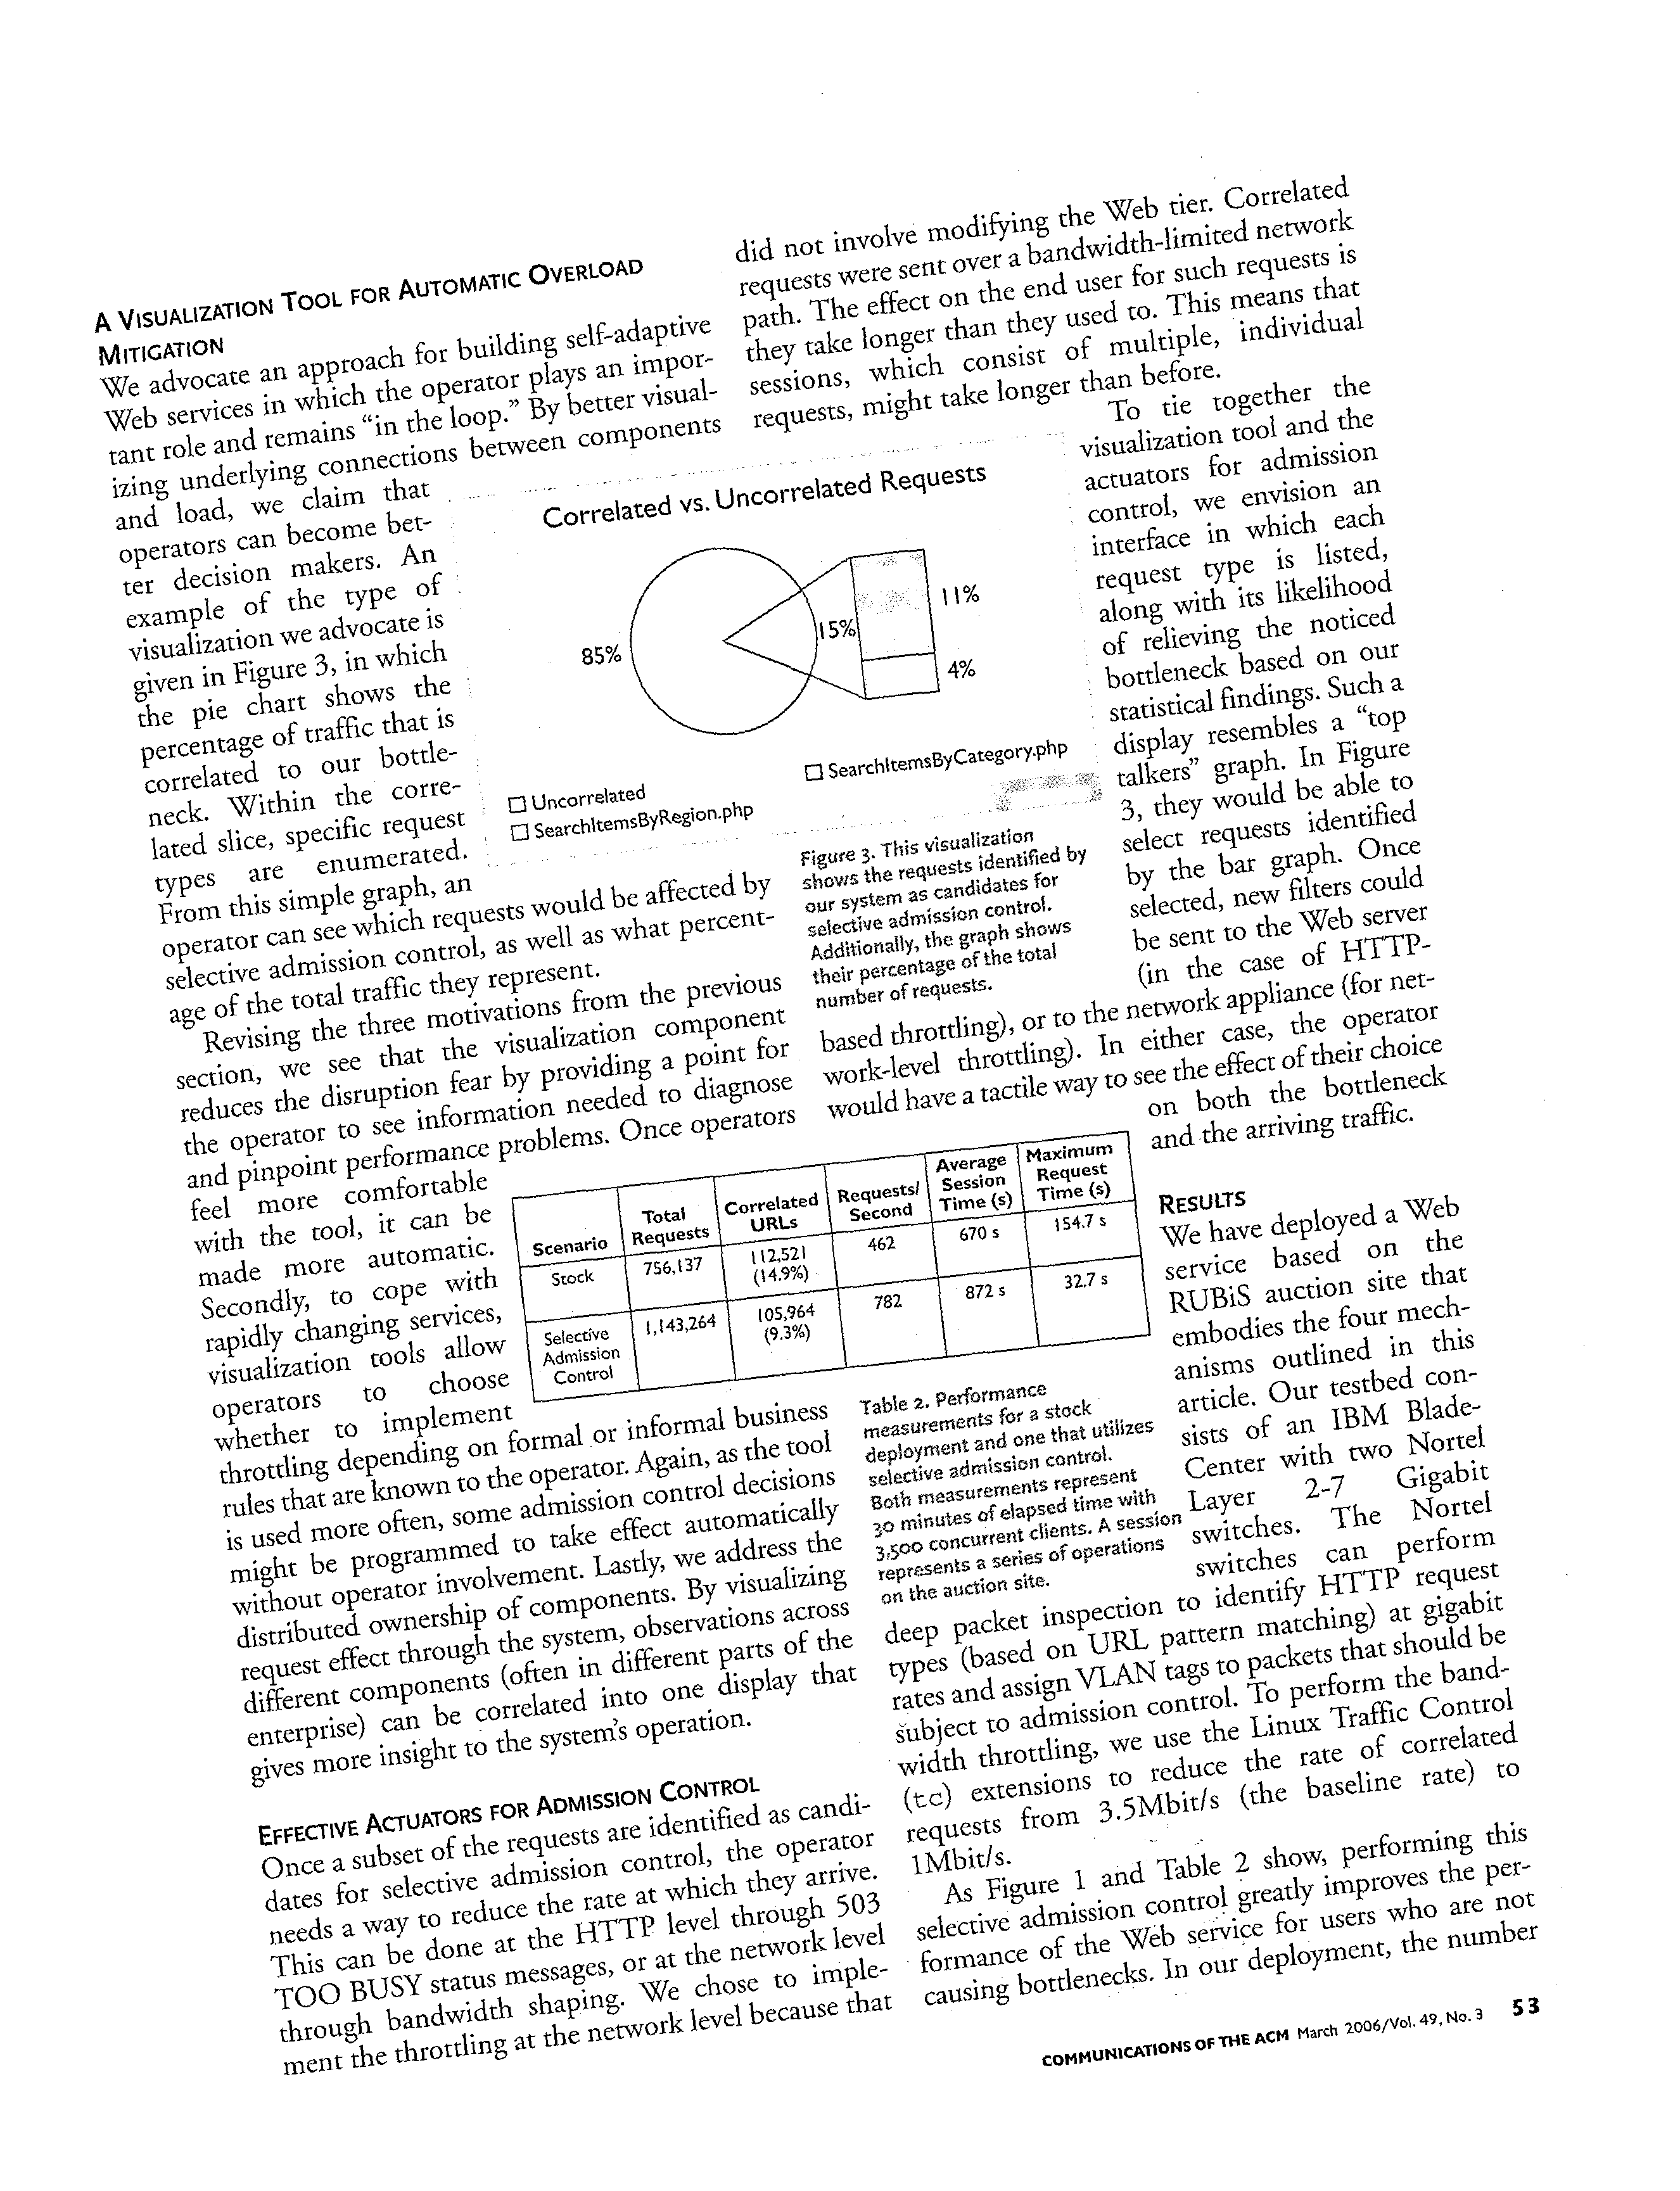 A VISUALIZATION TOOL FOR AUTOMATIC OVERLOAD
MITIGATION
We advocate an approach for building self-adaptive
Web services in which the operator plays an impor-
tant role and remains “in the loop.” By better visual-
izing underlying connections between components
and load, we claim that
operators can become bet-
ter decision makers. An
example of the type of
visualization we advocate is
given in Figure 3, in which
the pie chart shows the
percentage of traffic that is
correlated to our bottle-
neck. Within the corre-
lated slice, specific request
types are enumerated.
From this simple graph, an
operator can see which requests would be affected by
selective admission control, as well as what percent-
age of the total traffic they represent.
Revising the three motivations from the previous
section, we see that the visualization component
reduces the disruption fear by providing a point for
the operator to see information needed to diagnose
and pinpoint performance problems. Once operators
feel more comfortable
with the tool, it can be
made more automatic.
Secondly, to cope with
rapidly changing services,
visualization tools allow
operators to choose
whether to implement
throttling depending on formal or informal business
rules that are known to the operator. Again, as the tool
is used more often, some admission control decisions
might be programmed to take effect automatically
without operator involvement. Lastly, we address the
distributed ownership of components. By visualizing
request effect through the system, observations across
different components (often in different parts of the
enterprise) can be correlated into one display that
gives more insight to the system's operation.
EFFECTIVE ACTUATORS FOR ADMISSION CONTROL
Once a subset of the requests are identified as candi-
dates for selective admission control, the operator
needs a way to reduce the rate at which they arrive.
This can be done at the HTTP level through 503
TOO BUSY status messages, or at the network level
through bandwidth shaping. We chose to imple-
ment the throttling at the network level because that
did not involve modifying the Web tier. Correlated
requests were sent over a bandwidth-limited network
path. The effect on the end user for such requests is
they take longer than they used to. This means that
sessions, which consist of multiple, individual
requests, might take longer than before.
To tie together the
visualization tool and the
actuators for admission
control, we envision an
interface in which each
request type is listed,
along with its likelihood
of relieving the noticed
bottleneck based on our
statistical findings. Such a
display resembles a “top
talkers” graph. In Figure
3, they would be able to
select requests identified
by the bar graph. Once
selected, new filters could
be sent to the Web server
(in the case of HTTP-
based throttling), or to the network appliance (for net-
work-level throttling). In either case, the operator
would have a tactile way to see the effect of their choice
on both the bottleneck
and the arriving traffic.
Correlated vs. Uncorrelated Requests
85%
15%
11%
4%
Uncorrelated
SearchItemsByRegion.php
SearchItemsByCategory.php
Figure 3. This visualization
shows the requests identified by
our system as candidates for
selective admission control.
Additionally, the graph shows
their percentage of the total
number of requests.
Scenario Total Requests Correlated URLs Requests/ Second Average Session Time (s) Maximum Request Time (s)
Stock 756,137 112,521 (14.9%) 462 670 s 154.7 s
Selective Admission Control 1,143,264 105,964 (9.3%) 782 872 s 32.7 s
Table 2. Performance
measurements for a stock
deployment and one that utilizes
selective admission control.
Both measurements represent
30 minutes of elapsed time with
3,500 concurrent clients. A session
represents a series of operations
on the auction site.
RESULTS
We have deployed a Web
service based on the
RUBiS auction site that
embodies the four mech-
anisms outlined in this
article. Our testbed con-
sists of an IBM Blade-
Center with two Nortel
Layer 2-7 Gigabit
switches. The Nortel
switches can perform
deep packet inspection to identify HTTP request
types (based on URL pattern matching) at gigabit
rates and assign VLAN tags to packets that should be
subject to admission control. To perform the band-
width throttling, we use the Linux Traffic Control
(tc) extensions to reduce the rate of correlated
requests from 3.5Mbit/s (the baseline rate) to
1Mbit/s.
As Figure 1 and Table 2 show, performing this
selective admission control greatly improves the per-
formance of the Web service for users who are not
causing bottlenecks. In our deployment, the number
COMMUNICATIONS OF THE ACM March 2006/Vol. 49, No. 3 53